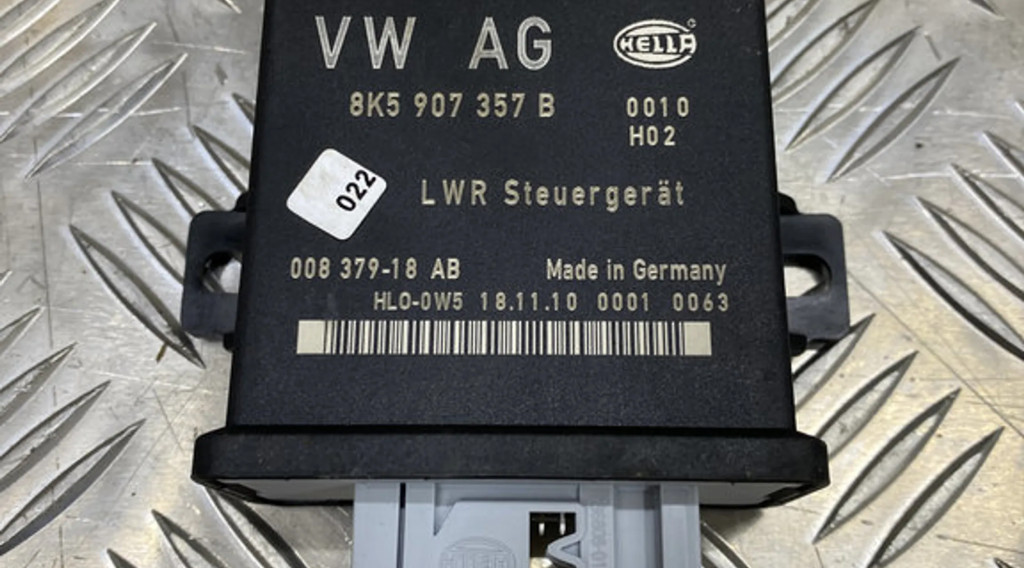 VW AG HELLA
8K5 907 357 B 0010
H02
022
LWR Steuergerät
008 379-18 AB Made in Germany
HLO-0W5 18.11.10 0001 0063
HELLA